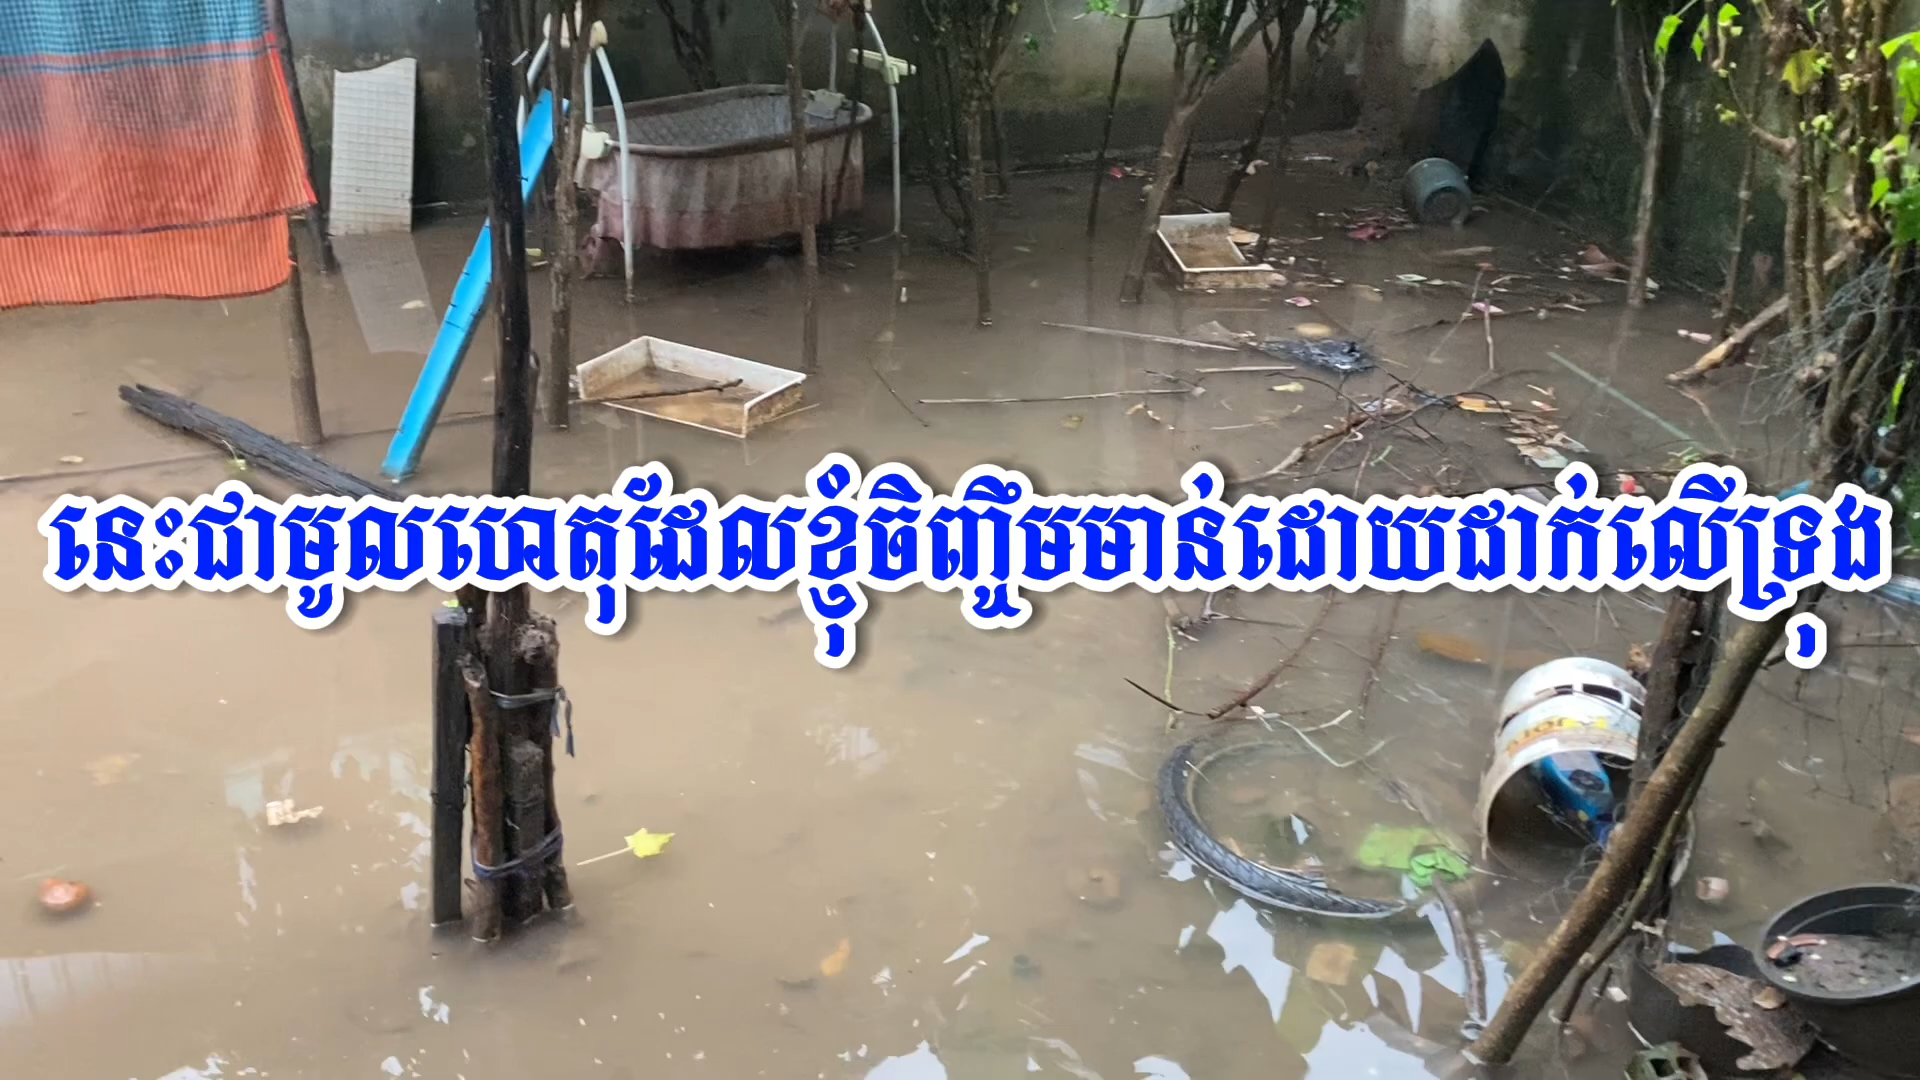 នេះជាមូលហេតុដែលខ្ញុំចិញ្ចឹមមាន់ដោយដាក់លើទ្រុង